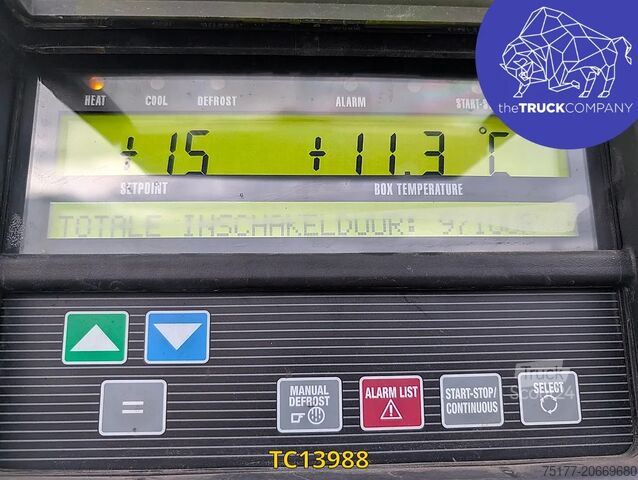 theTRUCKCOMPANY
HEAT COOL DEFROST ALARM
+15 +11.3 °C
SETPOINT BOX TEMPERATURE
TOTALE INSCHAKELDUUR:
MANUAL DEFROST
ALARM LIST
START-STOP/ CONTINUOUS
SELECT
=
TC13988
75177-20669680